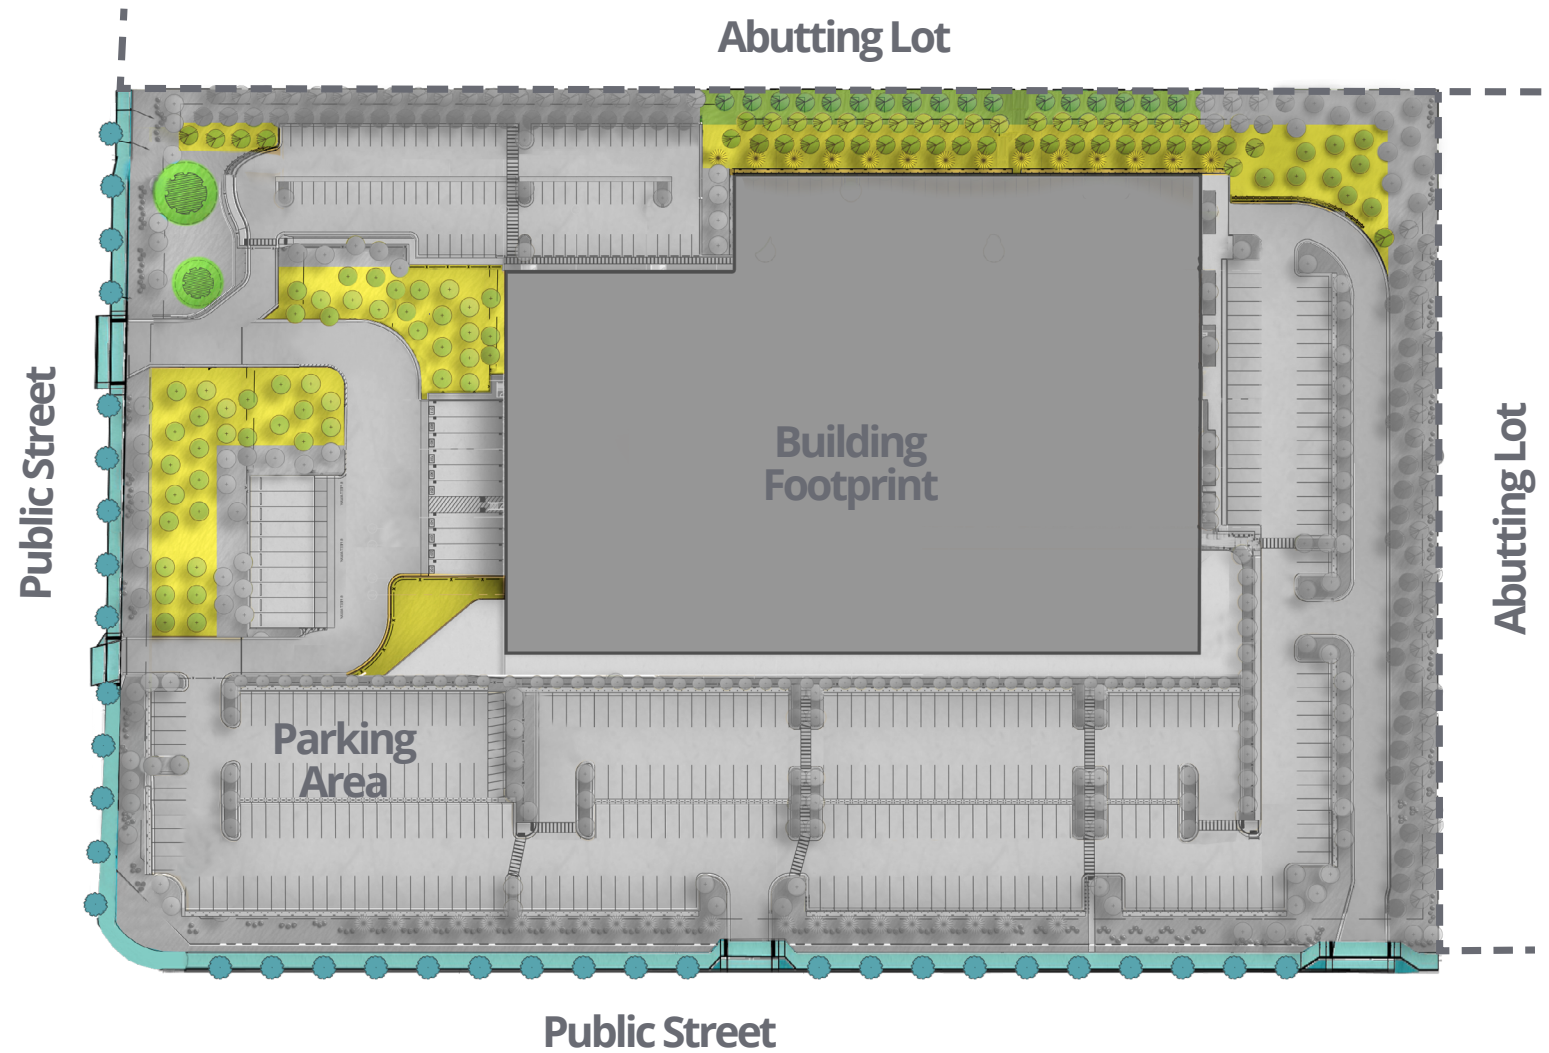 Abutting Lot
Public Street
Building
Footprint
Abutting Lot
Parking
Area
Public Street